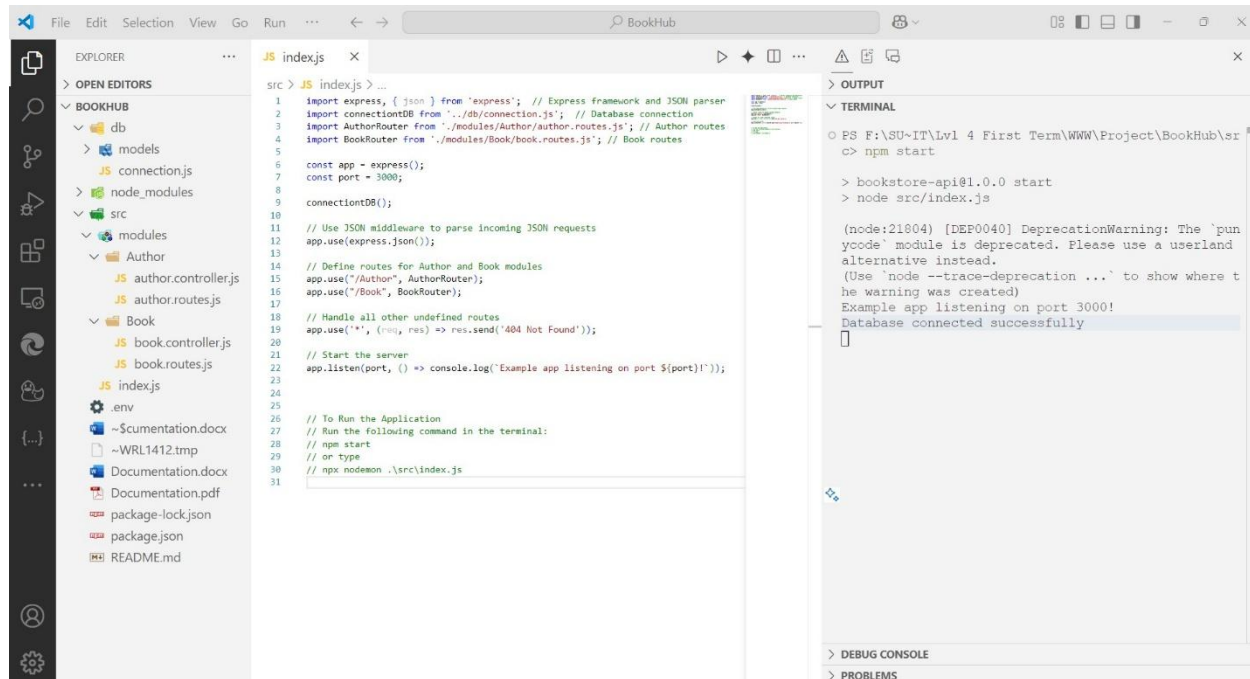 File Edit Selection View Go Run ··· BookHub
EXPLORER ···
OPEN EDITORS
BOOKHUB
db
models
JS connection.js
node_modules
src
modules
Author
JS author.controller.js
JS author.routes.js
Book
JS book.controller.js
JS book.routes.js
JS index.js
.env
~$cumentation.docx
~WRL1412.tmp
Documentation.docx
Documentation.pdf
package-lock.json
package.json
README.md
JS index.js
src > JS index.js > ...
1 import express, { json } from 'express'; // Express framework and JSON parser
2 import connectiontDB from '../db/connection.js'; // Database connection
3 import AuthorRouter from './modules/Author/author.routes.js'; // Author routes
4 import BookRouter from './modules/Book/book.routes.js'; // Book routes
5
6 const app = express();
7 const port = 3000;
8
9 connectiontDB();
10
11 // Use JSON middleware to parse incoming JSON requests
12 app.use(express.json());
13
14 // Define routes for Author and Book modules
15 app.use("/Author", AuthorRouter);
16 app.use("/Book", BookRouter);
17
18 // Handle all other undefined routes
19 app.use('*', (req, res) => res.send('404 Not Found'));
20
21 // Start the server
22 app.listen(port, () => console.log(`Example app listening on port ${port}!`));
23
24
25
26 // To Run the Application
27 // Run the following command in the terminal:
28 // npm start
29 // or type
30 // npx nodemon .\src\index.js
31
OUTPUT
TERMINAL
PS F:\SU~IT\Lvl 4 First Term\WWW\Project\BookHub\sr
c> npm start
> bookstore-api@1.0.0 start
> node src/index.js
(node:21804) [DEP0040] DeprecationWarning: The `pun
ycode` module is deprecated. Please use a userland
alternative instead.
(Use `node --trace-deprecation ...` to show where t
he warning was created)
Example app listening on port 3000!
Database connected successfully
DEBUG CONSOLE
PROBLEMS